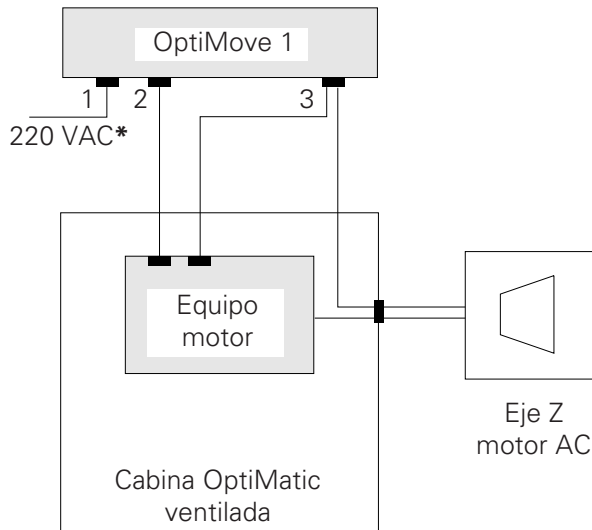 OptiMove 1
1 2 3
220 VAC*
Equipo
motor
Eje Z
motor AC
Cabina OptiMatic
ventilada